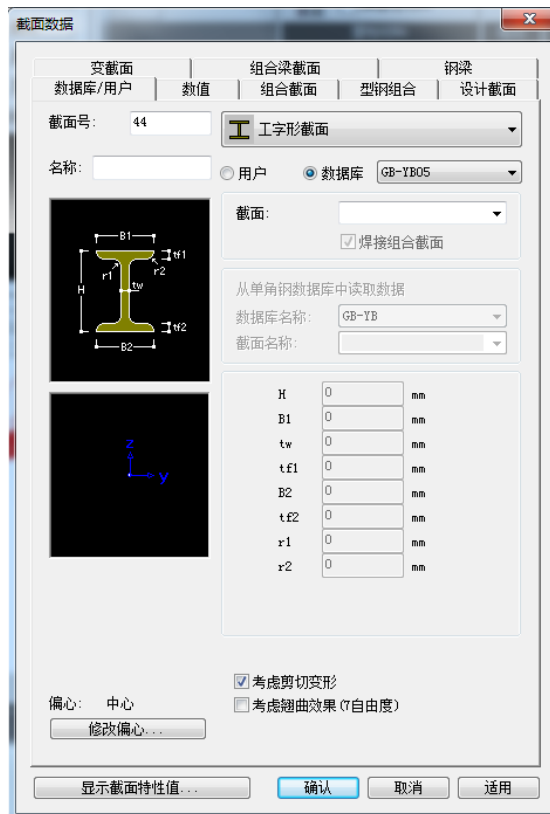 截面数据
变截面 组合梁截面 钢梁
数据库/用户 数值 组合截面 型钢组合 设计截面
截面号: 44 工字形截面
名称: 用户 数据库 GB-YB05
截面:
焊接组合截面
从单角钢数据库中读取数据
数据库名称: GB-YB
截面名称:
B1
tf1
r1 r2
H tw
tf2
B2
H 0 mm
B1 0 mm
tw 0 mm
tf1 0 mm
B2 0 mm
tf2 0 mm
r1 0 mm
r2 0 mm
z
y
考虑剪切变形
偏心: 中心 考虑翘曲效果(7自由度)
修改偏心...
显示截面特性值... 确认 取消 适用